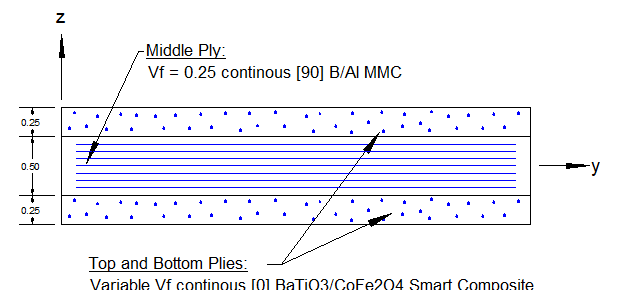 z
Middle Ply:
Vf = 0.25 continous [90] B/Al MMC
0.25
0.50
y
0.25
Top and Bottom Plies:
Variable Vf continous [0] BaTiO3/CoFe2O4 Smart Composite